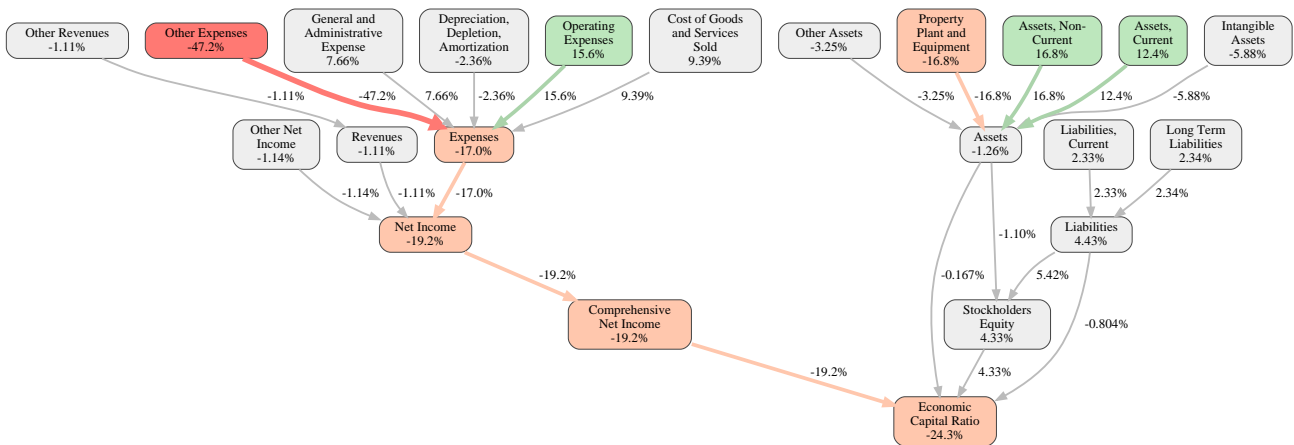 Other Revenues
-1.11%
Other Expenses
-47.2%
General and
Administrative
Expense
7.66%
Depreciation,
Depletion,
Amortization
-2.36%
Operating
Expenses
15.6%
Cost of Goods
and Services
Sold
9.39%
Other Assets
-3.25%
Property
Plant and
Equipment
-16.8%
Assets, Non-
Current
16.8%
Assets,
Current
12.4%
Intangible
Assets
-5.88%
-1.11%
-47.2%
7.66%
-2.36%
15.6%
9.39%
-3.25%
-16.8%
16.8%
12.4%
-5.88%
Other Net
Income
-1.14%
Revenues
-1.11%
Expenses
-17.0%
Assets
-1.26%
Liabilities,
Current
2.33%
Long Term
Liabilities
2.34%
-1.14%
-1.11%
-17.0%
2.33%
2.34%
Net Income
-19.2%
-1.10%
Liabilities
4.43%
-19.2%
-0.167%
5.42%
Comprehensive
Net Income
-19.2%
Stockholders
Equity
4.33%
-0.804%
-19.2%
4.33%
Economic
Capital Ratio
-24.3%